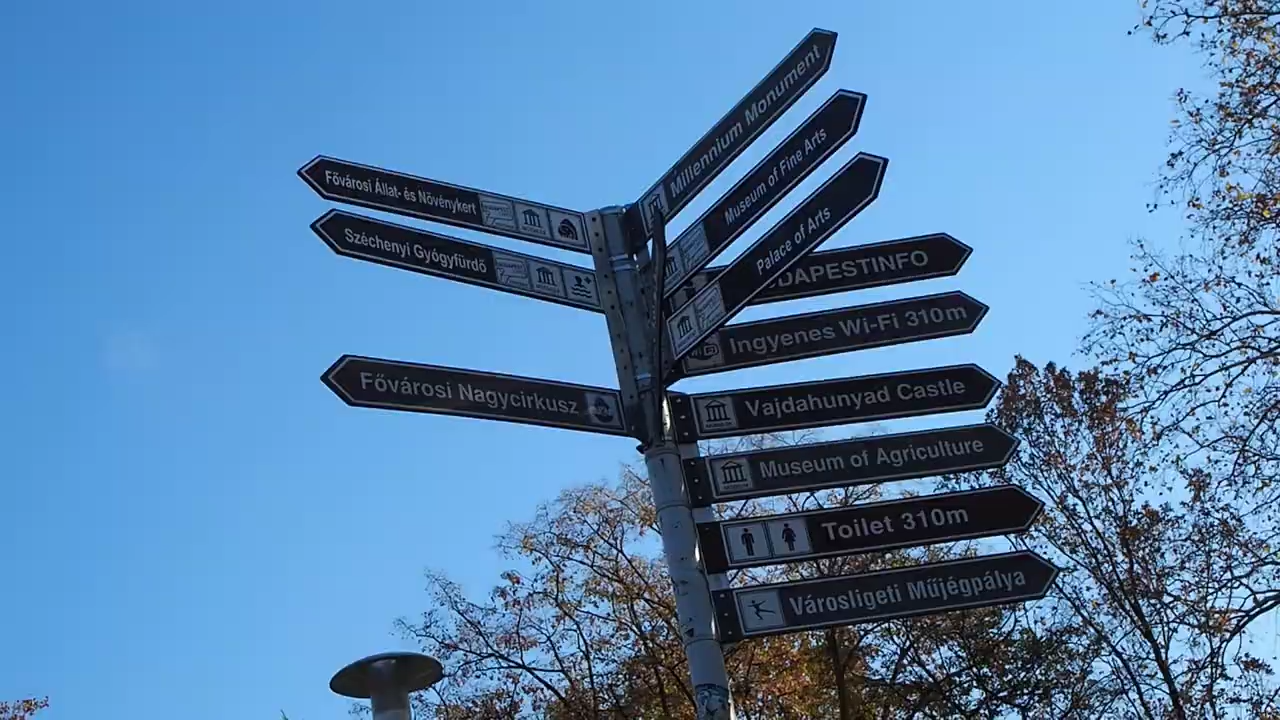 Fővárosi Állat- és Növénykert
Széchenyi Gyógyfürdő
Fővárosi Nagycirkusz
Millennium Monument
Museum of Fine Arts
Palace of Arts
DAPESTINFO
Ingyenes Wi-Fi 310m
Vajdahunyad Castle
Museum of Agriculture
Toilet 310m
Városligeti Műjégpálya